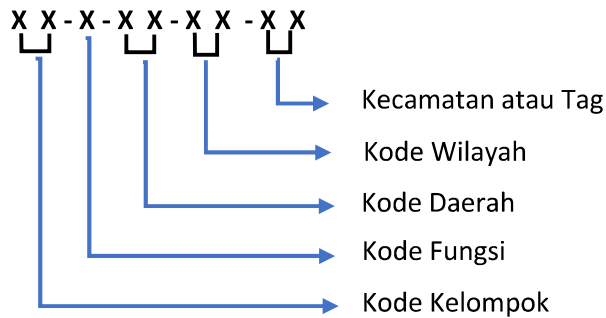 X X - X - X X - X X - X X
Kecamatan atau Tag
Kode Wilayah
Kode Daerah
Kode Fungsi
Kode Kelompok